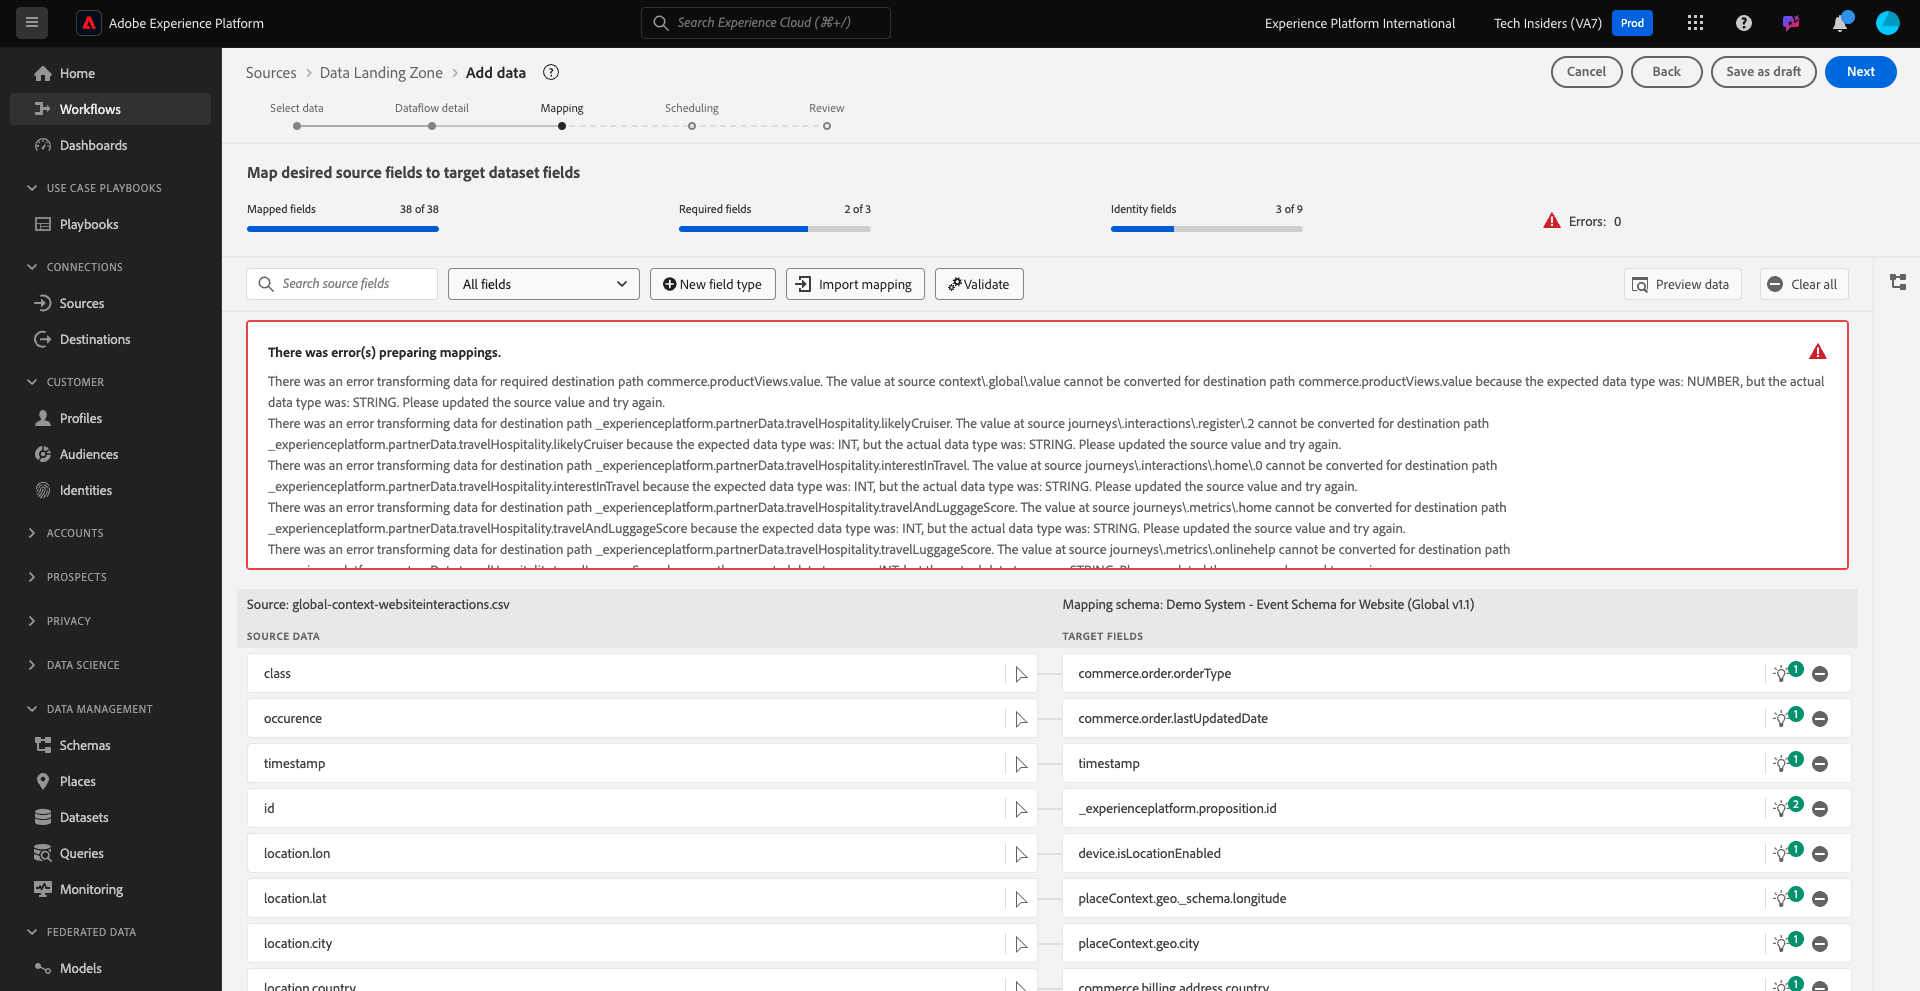 Adobe Experience Platform
Search Experience Cloud (⌘+/)
Experience Platform International
Tech Insiders (VA7)
Prod
Home
Workflows
Dashboards
USE CASE PLAYBOOKS
Playbooks
CONNECTIONS
Sources
Destinations
CUSTOMER
Profiles
Audiences
Identities
ACCOUNTS
PROSPECTS
PRIVACY
DATA SCIENCE
DATA MANAGEMENT
Schemas
Places
Datasets
Queries
Monitoring
FEDERATED DATA
Models
Sources > Data Landing Zone > Add data
Cancel
Back
Save as draft
Next
Select data
Dataflow detail
Mapping
Scheduling
Review
Map desired source fields to target dataset fields
Mapped fields 38 of 38
Required fields 2 of 3
Identity fields 3 of 9
Errors: 0
Search source fields
All fields
New field type
Import mapping
Validate
Preview data
Clear all
There was error(s) preparing mappings.
There was an error transforming data for required destination path commerce.productViews.value. The value at source context\.global\.value cannot be converted for destination path commerce.productViews.value because the expected data type was: NUMBER, but the actual
data type was: STRING. Please updated the source value and try again.
There was an error transforming data for destination path _experienceplatform.partnerData.travelHospitality.likelyCruiser. The value at source journeys\.interactions\.register\.2 cannot be converted for destination path
_experienceplatform.partnerData.travelHospitality.likelyCruiser because the expected data type was: INT, but the actual data type was: STRING. Please updated the source value and try again.
There was an error transforming data for destination path _experienceplatform.partnerData.travelHospitality.interestInTravel. The value at source journeys\.interactions\.home\.0 cannot be converted for destination path
_experienceplatform.partnerData.travelHospitality.interestInTravel because the expected data type was: INT, but the actual data type was: STRING. Please updated the source value and try again.
There was an error transforming data for destination path _experienceplatform.partnerData.travelHospitality.travelAndLuggageScore. The value at source journeys\.metrics\.home cannot be converted for destination path
_experienceplatform.partnerData.travelHospitality.travelAndLuggageScore because the expected data type was: INT, but the actual data type was: STRING. Please updated the source value and try again.
There was an error transforming data for destination path _experienceplatform.partnerData.travelHospitality.travelLuggageScore. The value at source journeys\.metrics\.onlinehelp cannot be converted for destination path
Source: global-context-websiteinteractions.csv
Mapping schema: Demo System - Event Schema for Website (Global v1.1)
SOURCE DATA
TARGET FIELDS
class
commerce.order.orderType
1
occurence
commerce.order.lastUpdatedDate
1
timestamp
timestamp
1
id
_experienceplatform.proposition.id
2
location.lon
device.isLocationEnabled
1
location.lat
placeContext.geo._schema.longitude
1
location.city
placeContext.geo.city
1
location.country
commerce.billing.address.country
1